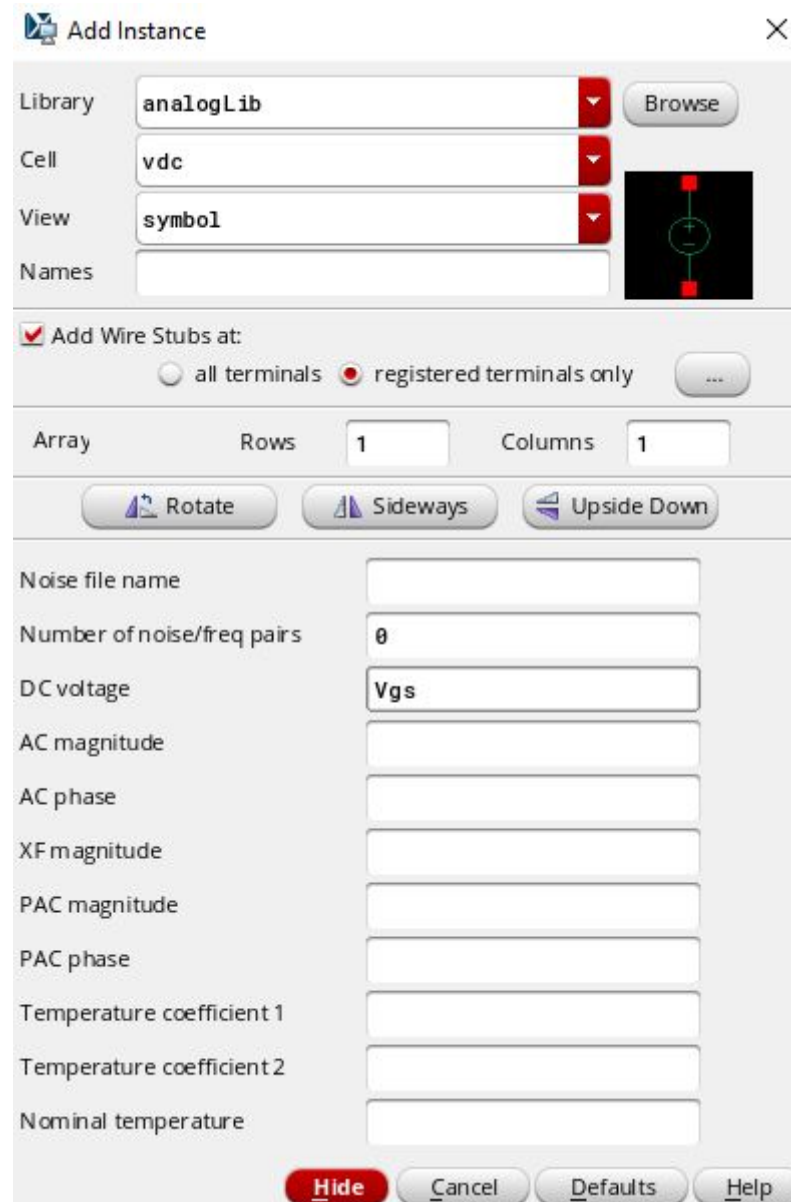 Add Instance
Library analogLib Browse
Cell vdc
View symbol
Names
Add Wire Stubs at:
all terminals registered terminals only ...
Array Rows 1 Columns 1
Rotate Sideways Upside Down
Noise file name
Number of noise/freq pairs 0
DC voltage Vgs
AC magnitude
AC phase
XF magnitude
PAC magnitude
PAC phase
Temperature coefficient 1
Temperature coefficient 2
Nominal temperature
Hide Cancel Defaults Help